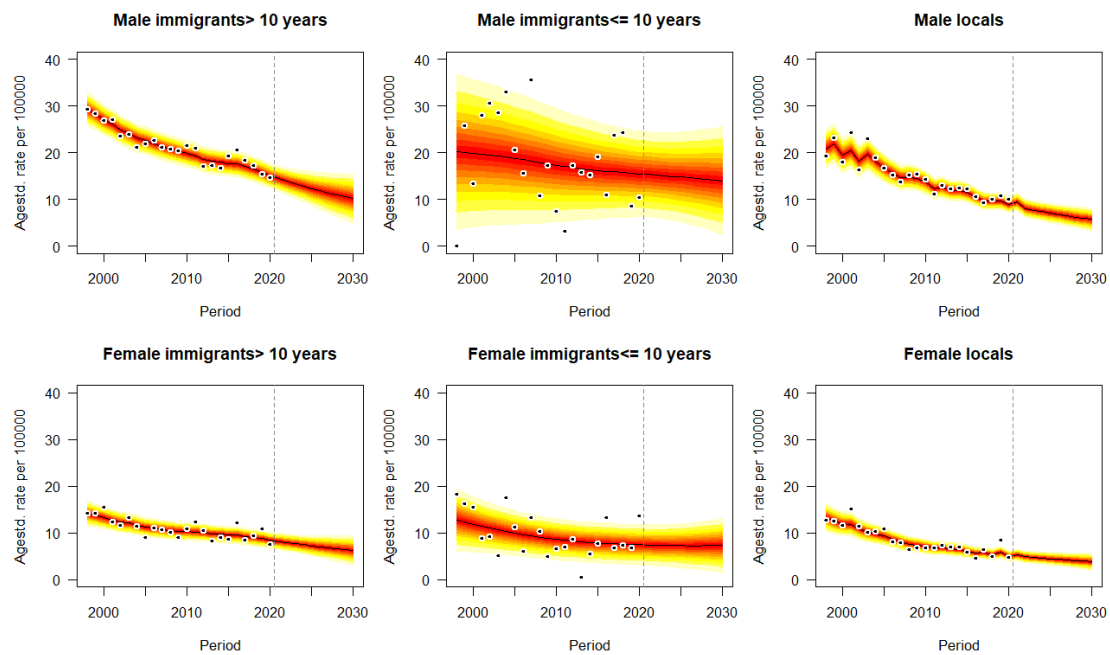 Male immigrants> 10 years
Agestd. rate per 100000
40
30
20
10
0
2000 2010 2020 2030
Period
Male immigrants<= 10 years
Agestd. rate per 100000
40
30
20
10
0
2000 2010 2020 2030
Period
Male locals
Agestd. rate per 100000
40
30
20
10
0
2000 2010 2020 2030
Period
Female immigrants> 10 years
Agestd. rate per 100000
40
30
20
10
0
2000 2010 2020 2030
Period
Female immigrants<= 10 years
Agestd. rate per 100000
40
30
20
10
0
2000 2010 2020 2030
Period
Female locals
Agestd. rate per 100000
40
30
20
10
0
2000 2010 2020 2030
Period